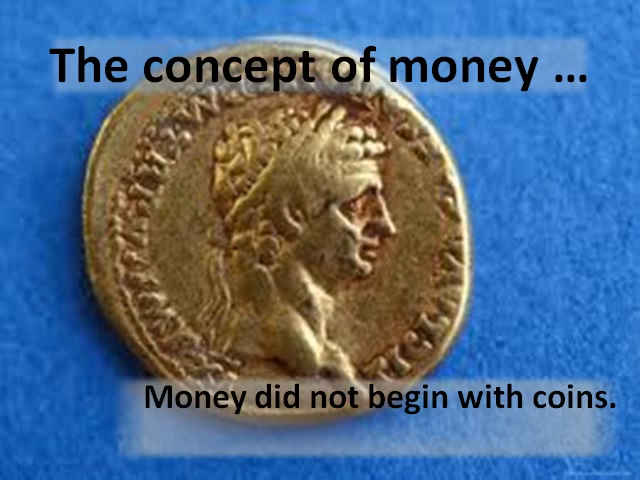 The concept of money ...
Money did not begin with coins.